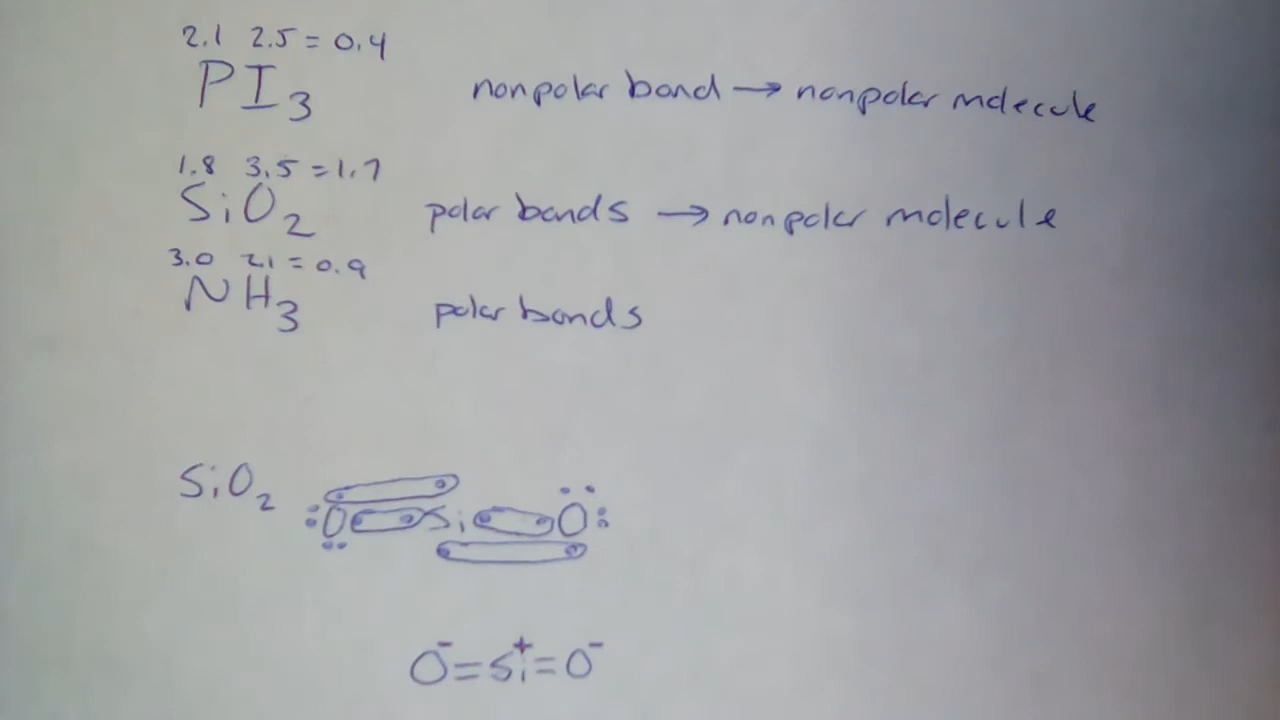 2.1 2.5 = 0.4
PI3 nonpolar bond → nonpolar molecule
1.8 3.5 = 1.7
SiO2 polar bonds → nonpolar molecule
3.0 2.1 = 0.9
NH3 polar bonds
SiO2 O Si O
O⁻=Si⁺=O⁻